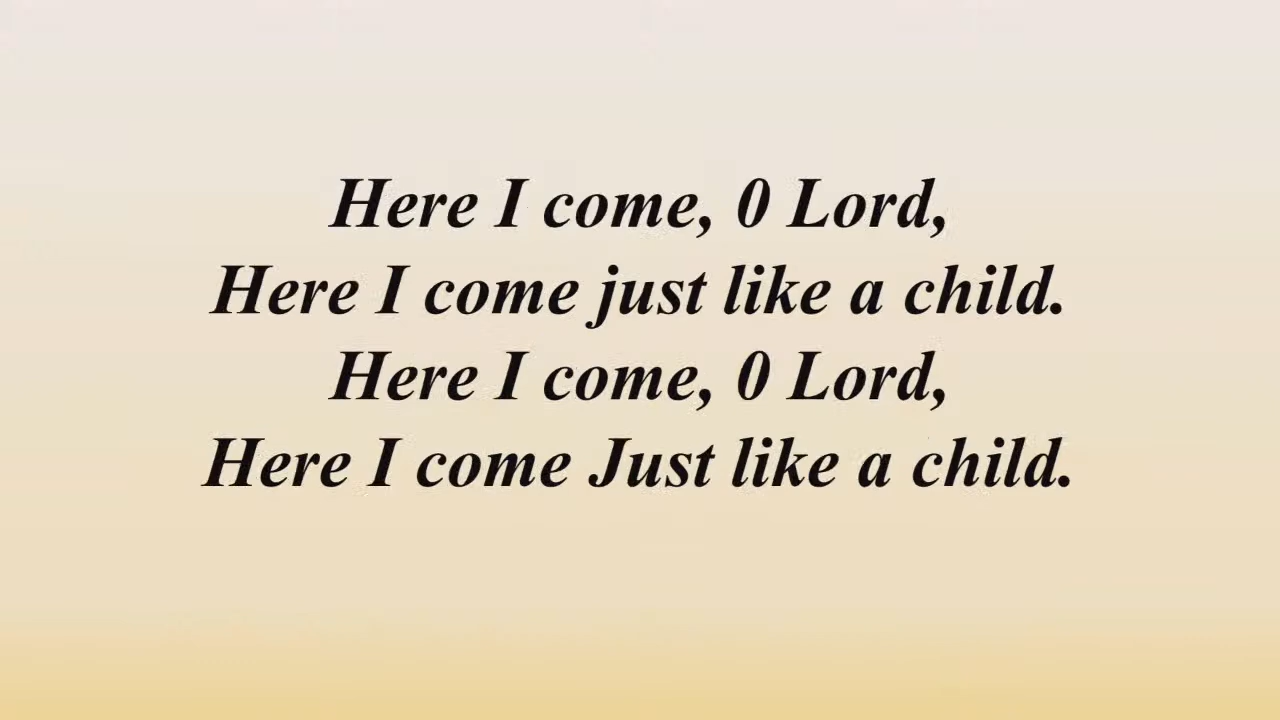 Here I come, 0 Lord,
Here I come just like a child.
Here I come, 0 Lord,
Here I come Just like a child.